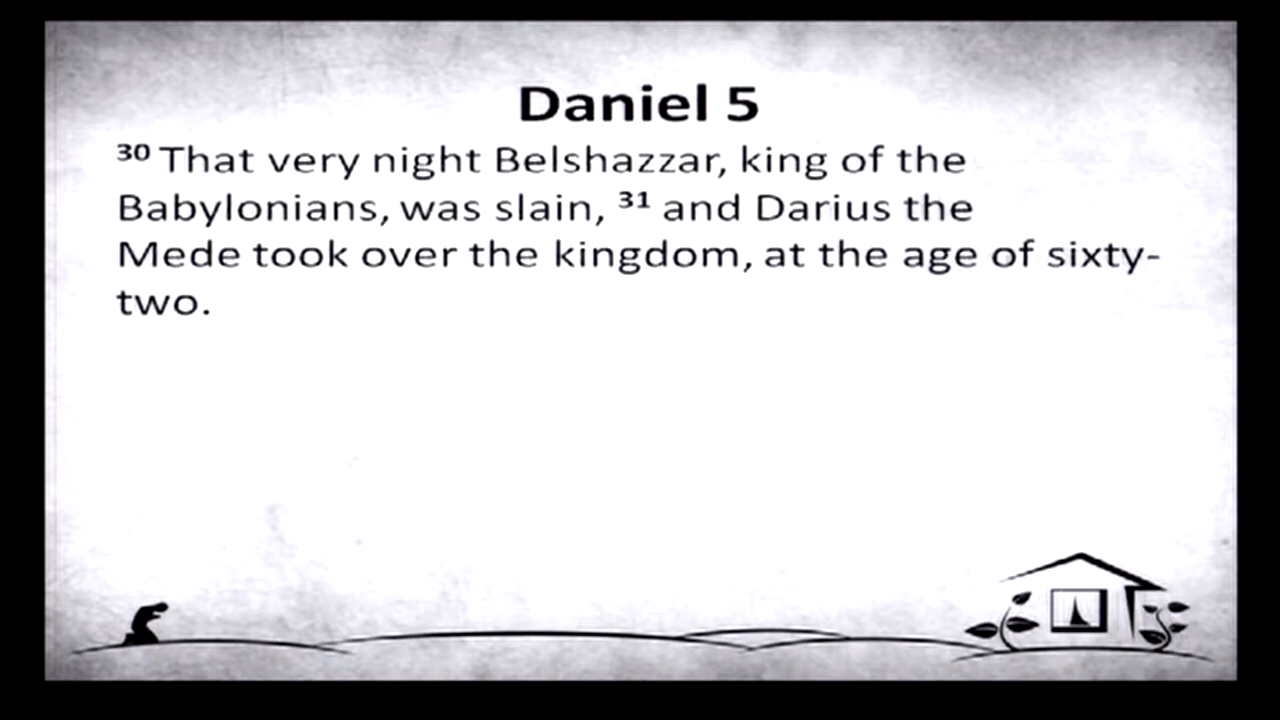 Daniel 5
30 That very night Belshazzar, king of the
Babylonians, was slain, 31 and Darius the
Mede took over the kingdom, at the age of sixty-
two.